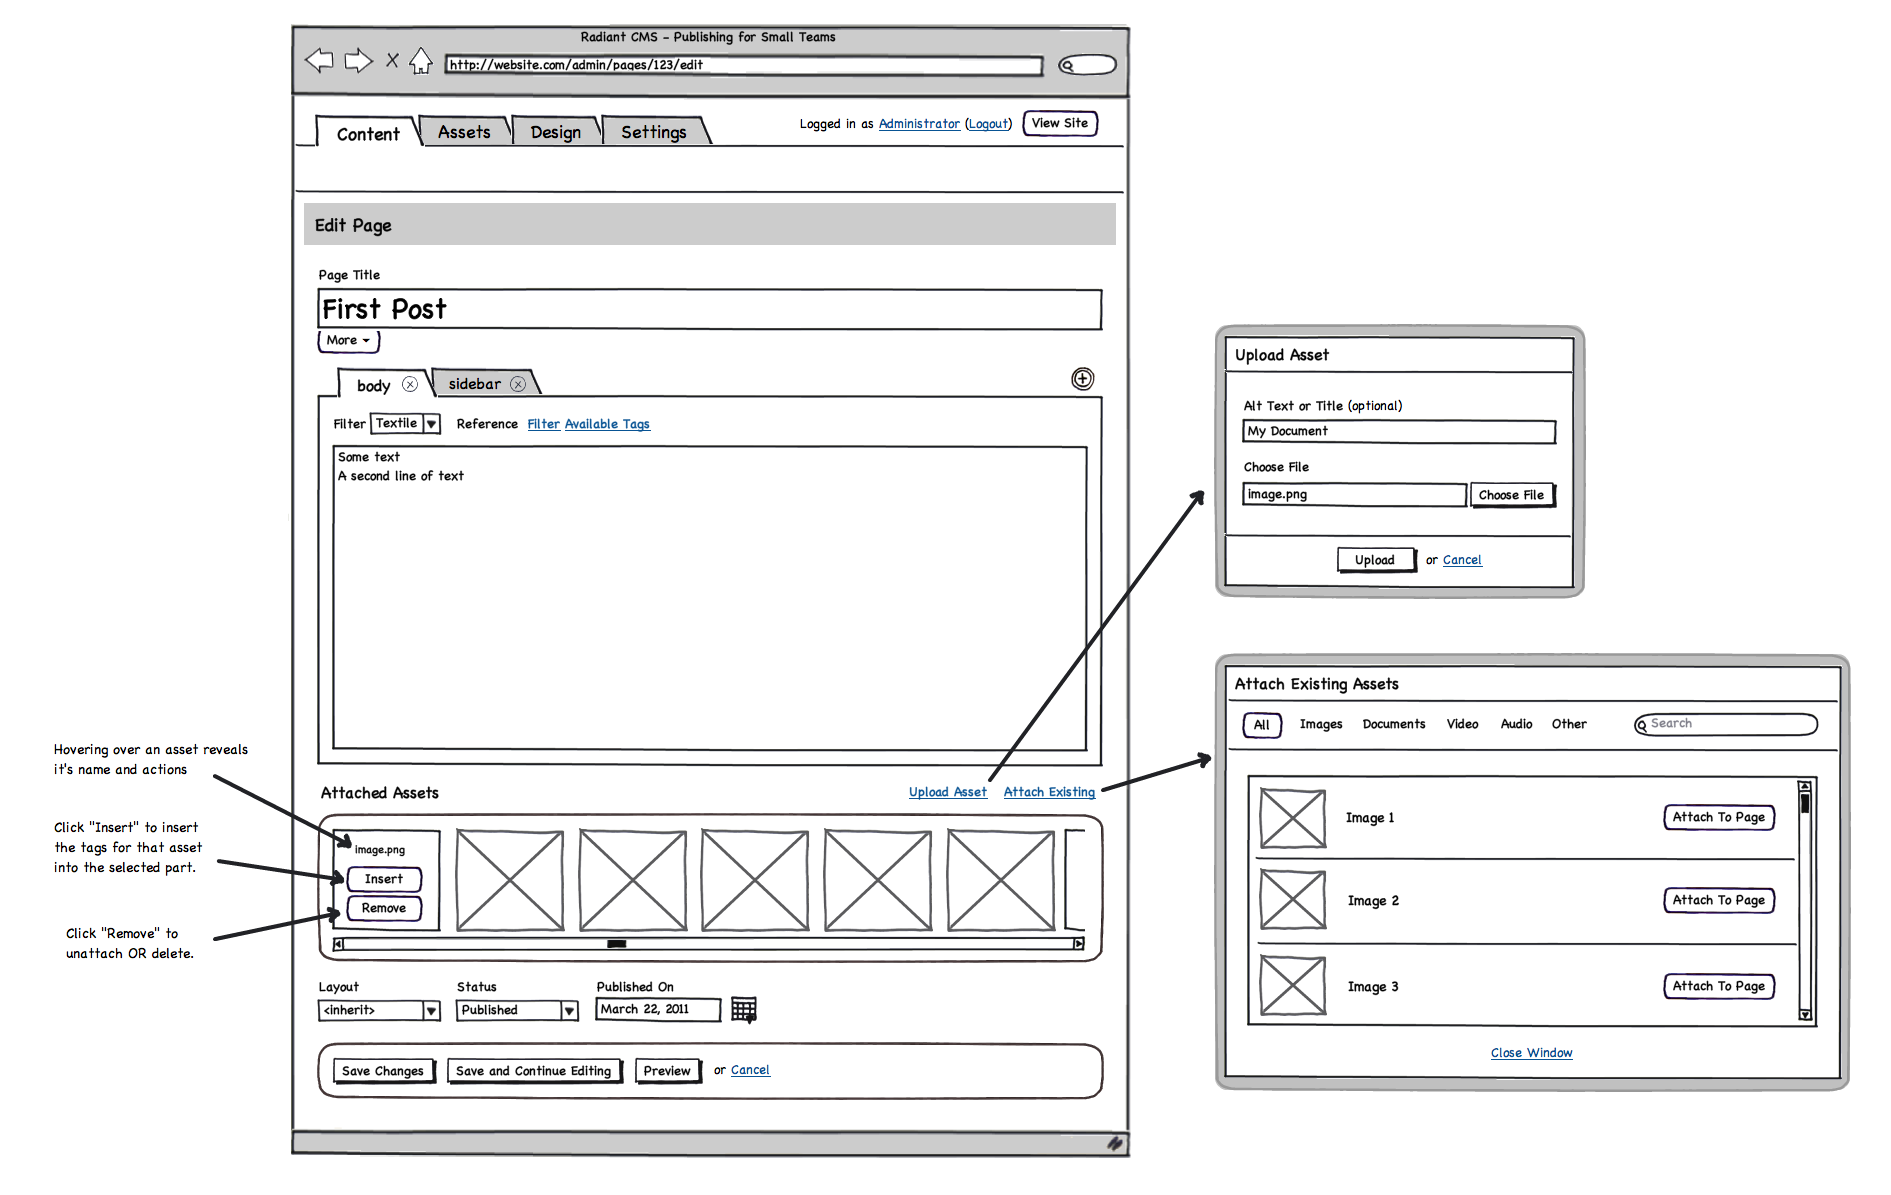 Radiant CMS - Publishing for Small Teams
http://website.com/admin/pages/123/edit
Content Assets Design Settings
Logged in as Administrator (Logout) View Site
Edit Page
Page Title
First Post
More
body sidebar
Filter Textile Reference Filter Available Tags
Some text
A second line of text
Attached Assets Upload Asset Attach Existing
image.png
Insert
Remove
Layout Status Published On
<inherit> Published March 22, 2011
Save Changes Save and Continue Editing Preview or Cancel
Hovering over an asset reveals
it's name and actions
Click "Insert" to insert
the tags for that asset
into the selected part.
Click "Remove" to
unattach OR delete.
Upload Asset
Alt Text or Title (optional)
My Document
Choose File
image.png Choose File
Upload or Cancel
Attach Existing Assets
All Images Documents Video Audio Other Search
Image 1 Attach To Page
Image 2 Attach To Page
Image 3 Attach To Page
Close Window